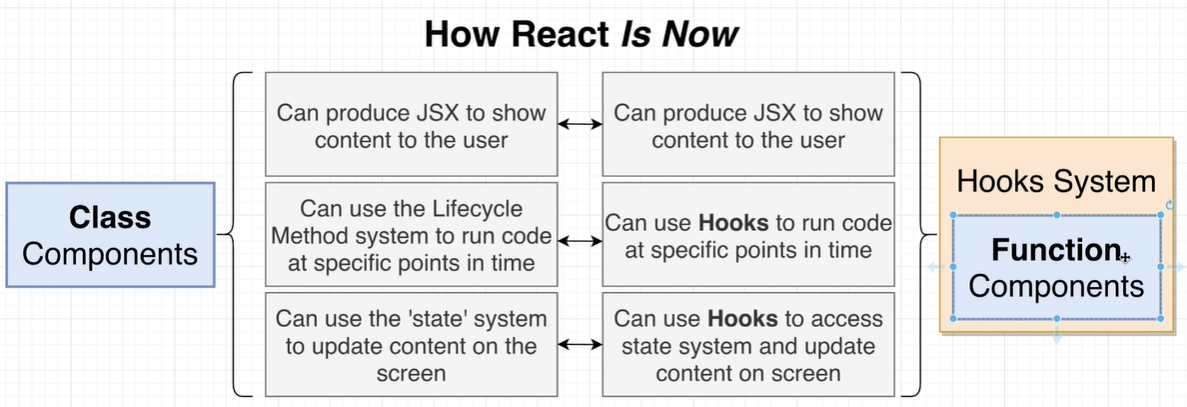 How React Is Now
Class
Components
Can produce JSX to show
content to the user
Can use the Lifecycle
Method system to run code
at specific points in time
Can use the 'state' system
to update content on the
screen
Can produce JSX to show
content to the user
Can use Hooks to run code
at specific points in time
Can use Hooks to access
state system and update
content on screen
Hooks System
Function
Components